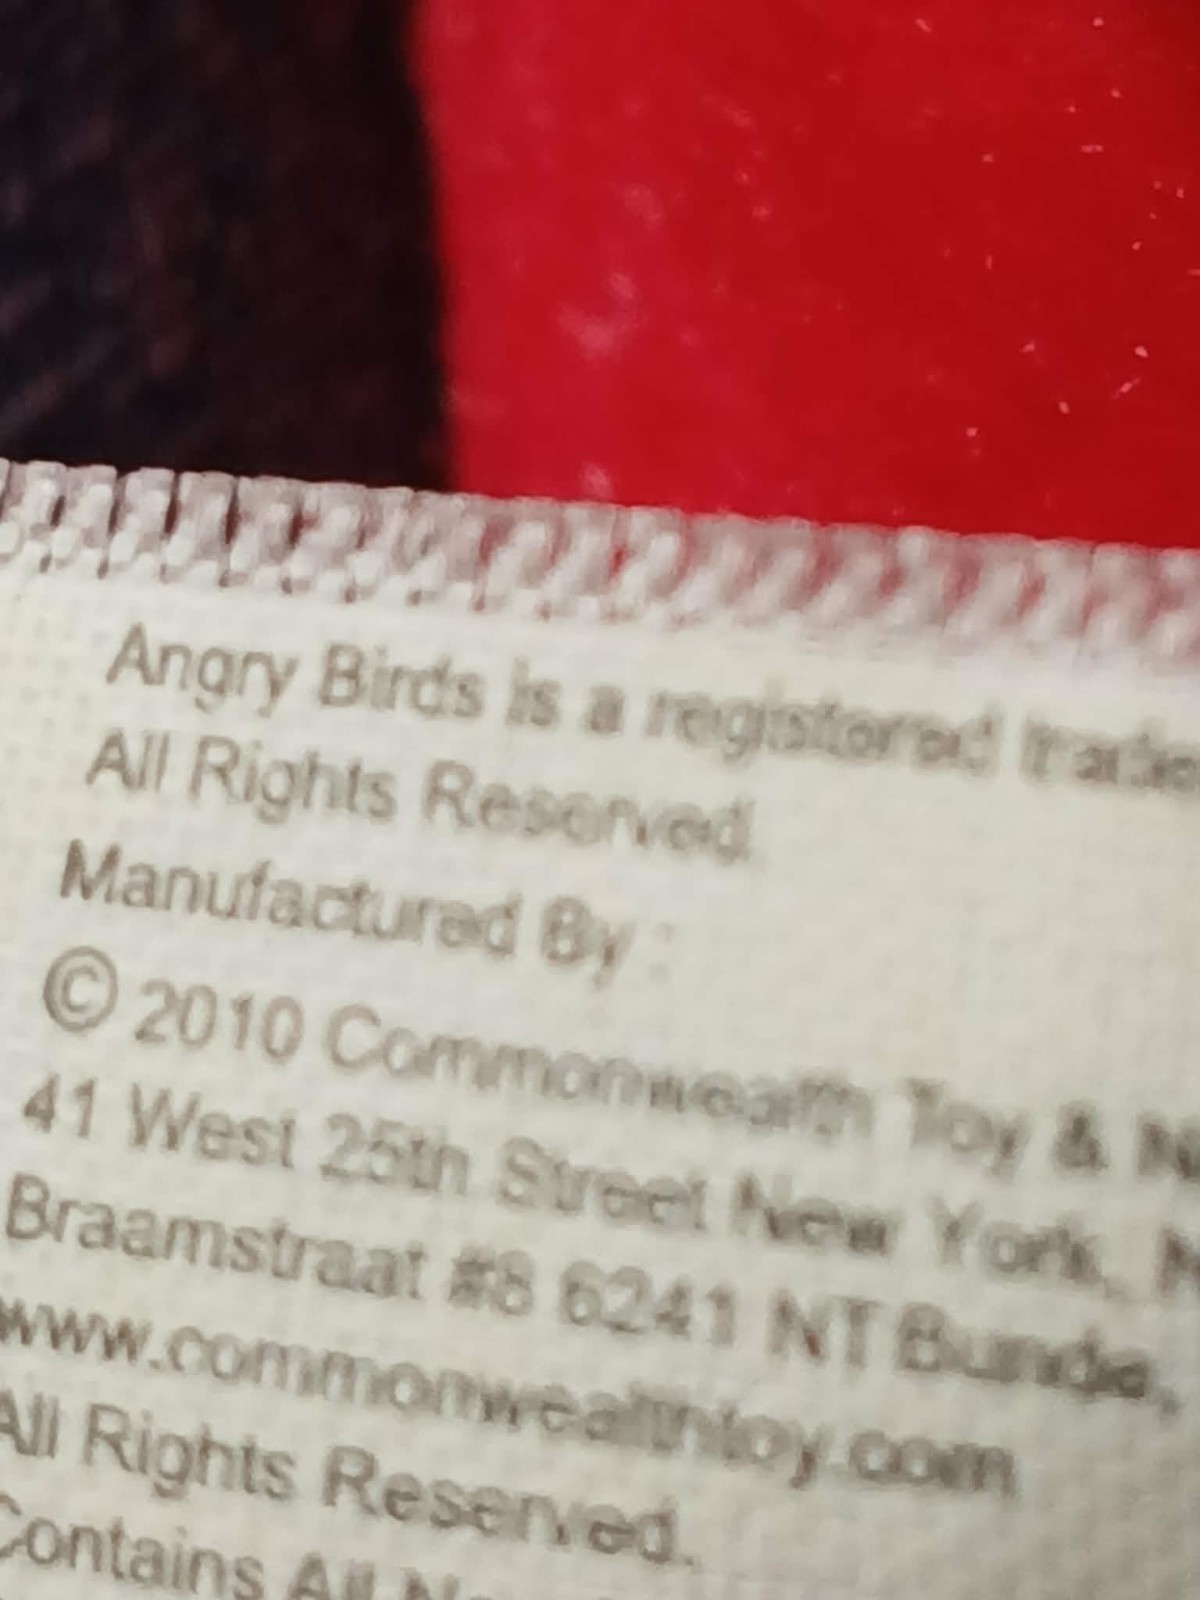 Angry Birds is a registered
All Rights Reserved.
Manufactured By :
© 2010 Commonwealth Toy &
41 West 25th Street New York,
Braamstraat #8 6241 NT Bunde,
www.commonwealthtoy.com
All Rights Reserved.
Contains All